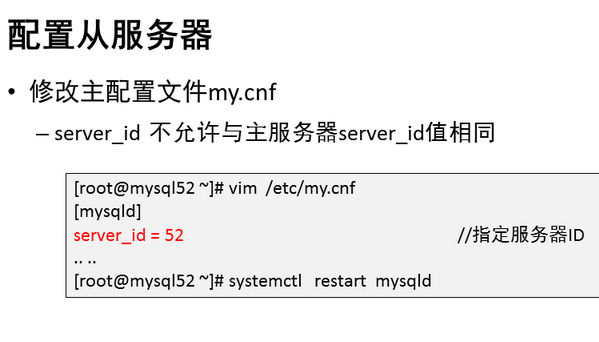 配置从服务器
• 修改主配置文件my.cnf
– server_id 不允许与主服务器server_id值相同
[root@mysql52 ~]# vim /etc/my.cnf
[mysqld]
server_id = 52 //指定服务器ID
.. ..
[root@mysql52 ~]# systemctl restart mysqld